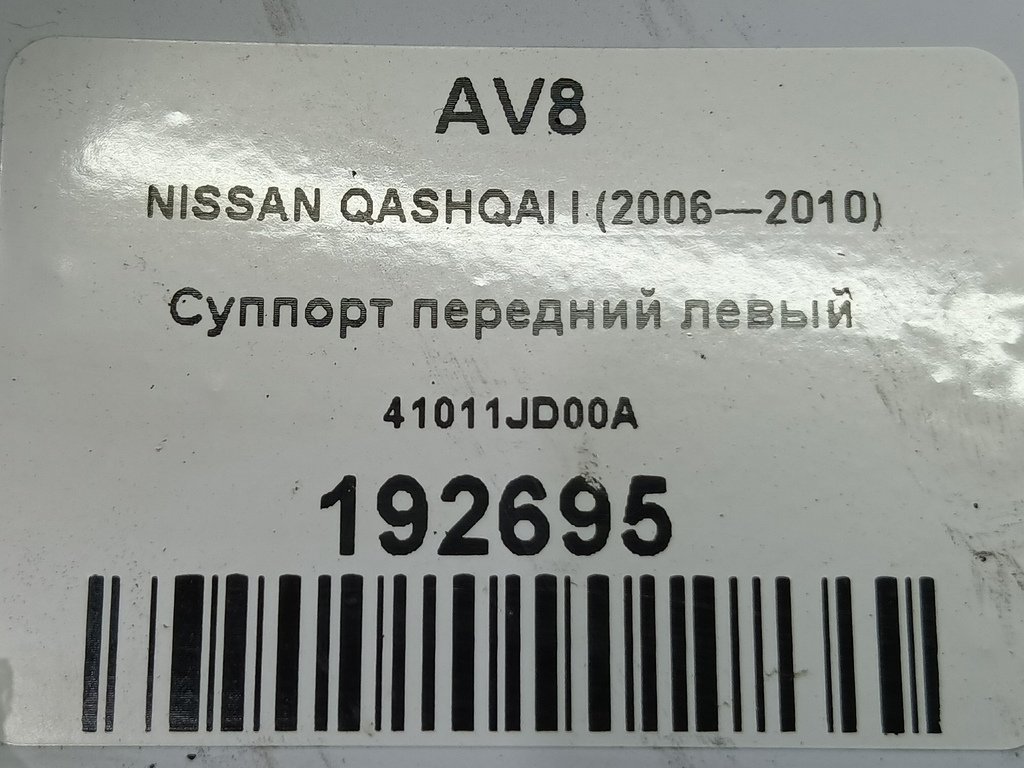 AV8
NISSAN QASHQAI I (2006—2010)
Суппорт передний левый
41011JD00A
192695